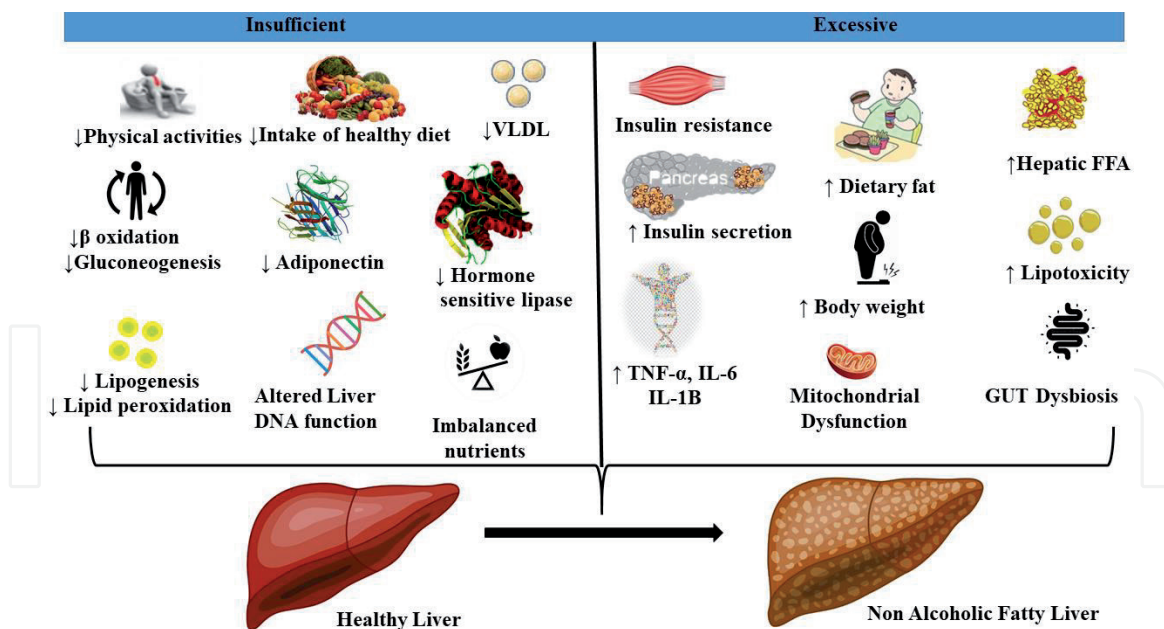 Insufficient
Excessive
↓Physical activities
↓Intake of healthy diet
↓VLDL
↓β oxidation
↓Gluconeogenesis
↓ Adiponectin
↓ Hormone
sensitive lipase
↓ Lipogenesis
↓ Lipid peroxidation
Altered Liver
DNA function
Imbalanced
nutrients
Insulin resistance
↑ Dietary fat
↑Hepatic FFA
Pancreas
↑ Insulin secretion
↑ Body weight
↑ Lipotoxicity
↑ TNF-α, IL-6
IL-1B
Mitochondrial
Dysfunction
GUT Dysbiosis
Healthy Liver
Non Alcoholic Fatty Liver